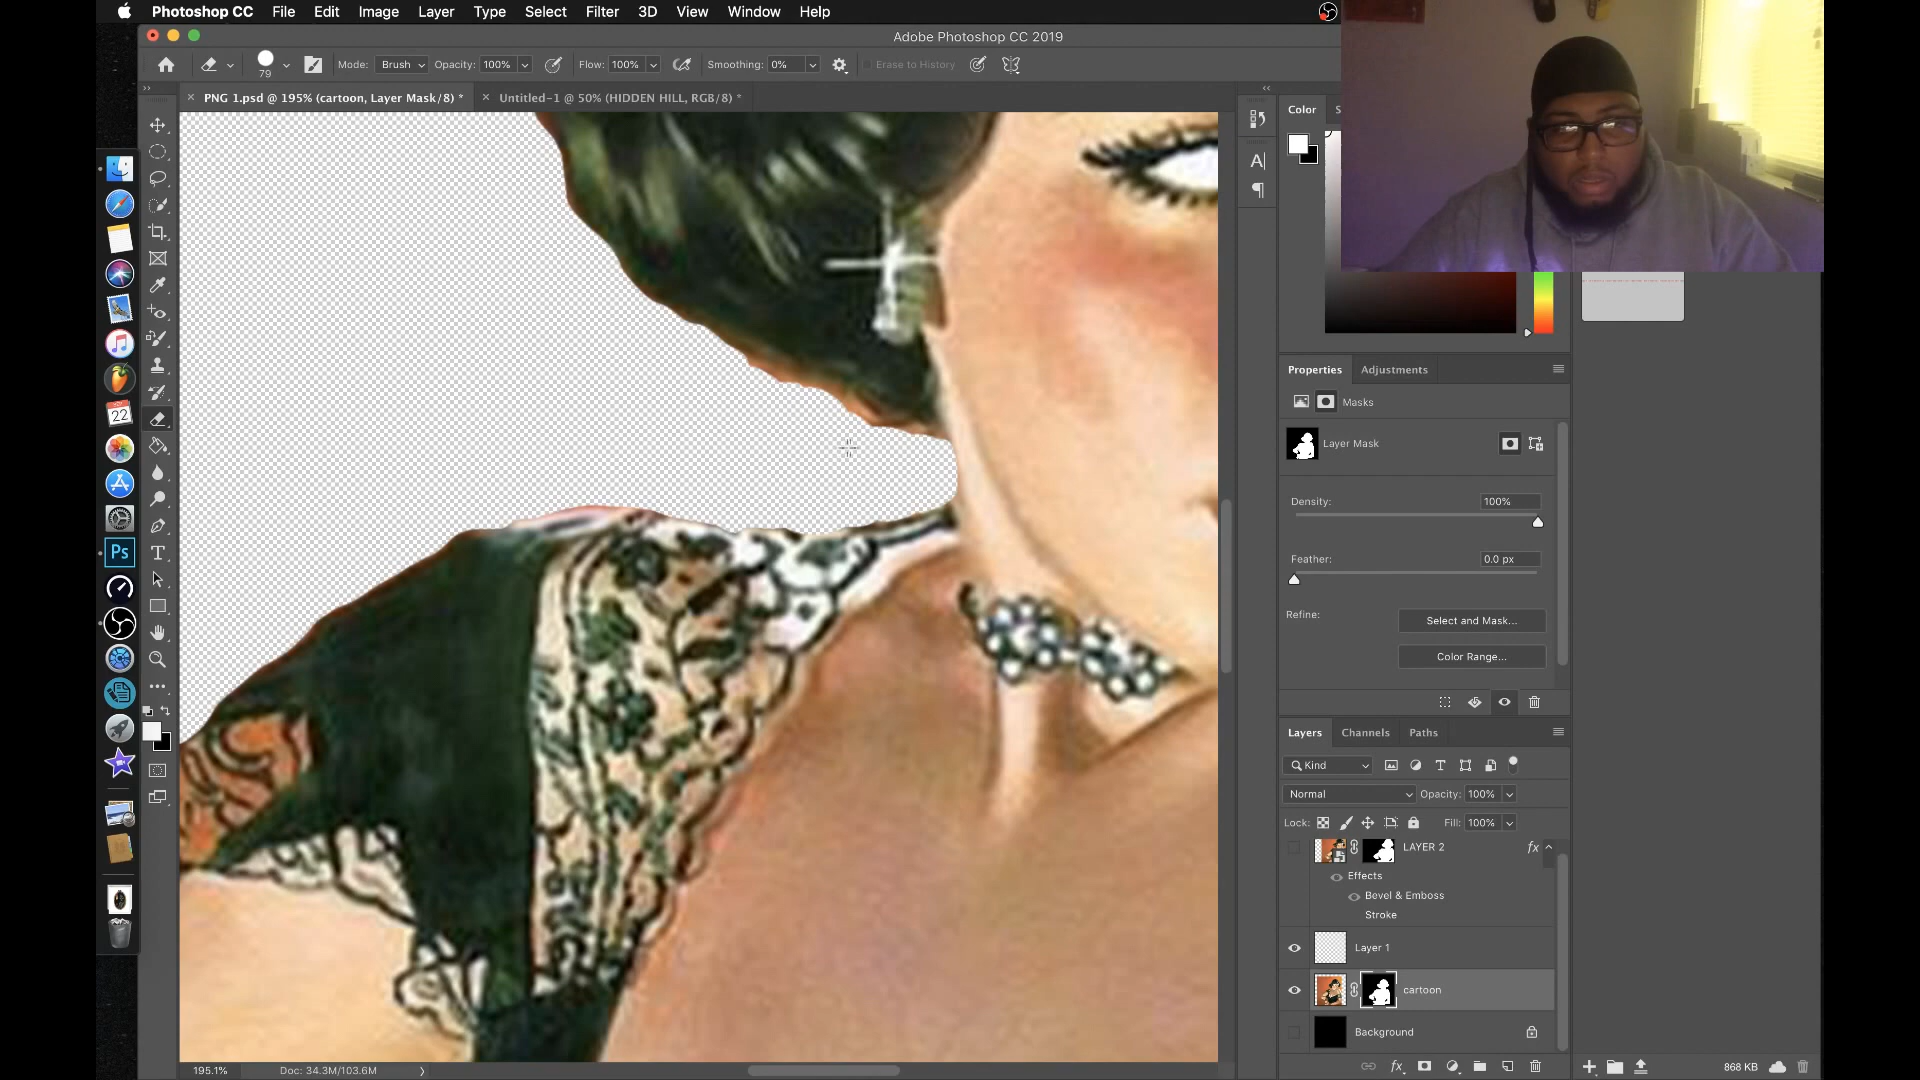 Photoshop CC File Edit Image Layer Type Select Filter 3D View Window Help
Adobe Photoshop CC 2019
79 Mode: Brush Opacity: 100% Flow: 100% Smoothing: 0% Erase to History
PNG 1.psd @ 195% (cartoon, Layer Mask/8) * Untitled-1 @ 50% (HIDDEN HILL, RGB/8) *
Color S
Properties Adjustments
Masks
Layer Mask
Density: 100%
Feather: 0.0 px
Refine: Select and Mask...
Color Range...
Layers Channels Paths
Kind
Normal Opacity: 100%
Lock: Fill: 100%
LAYER 2 fx
Effects
Bevel & Emboss
Stroke
Layer 1
cartoon
Background
22
Ps
195.1% Doc: 34.3M/103.6M
fx
868 KB